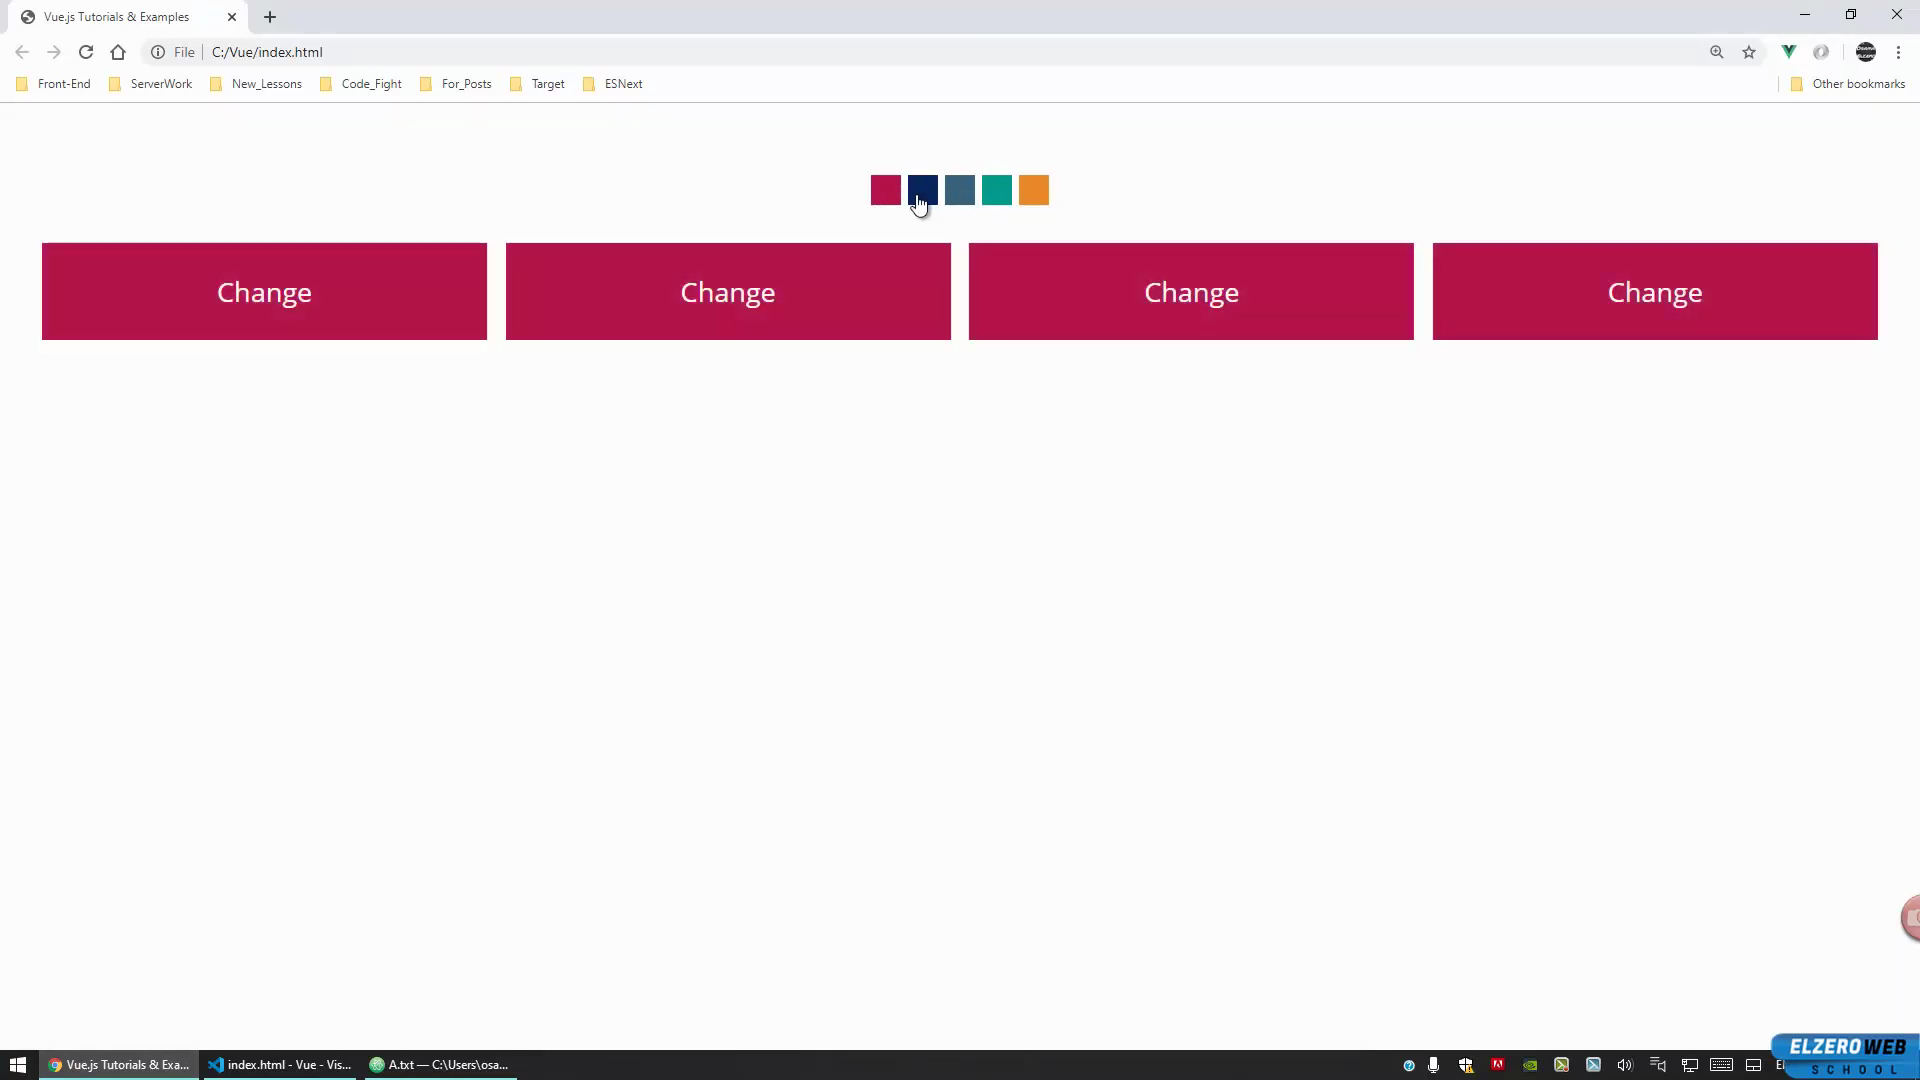 Vue.js Tutorials & Examples
File C:/Vue/index.html
Front-End ServerWork New_Lessons Code_Fight For_Posts Target ESNext Other bookmarks
Change Change Change Change
Vue.js Tutorials & Exa... index.html - Vue - Vis... A.txt — C:\Users\osa...
ELZEROWEB
SCHOOL